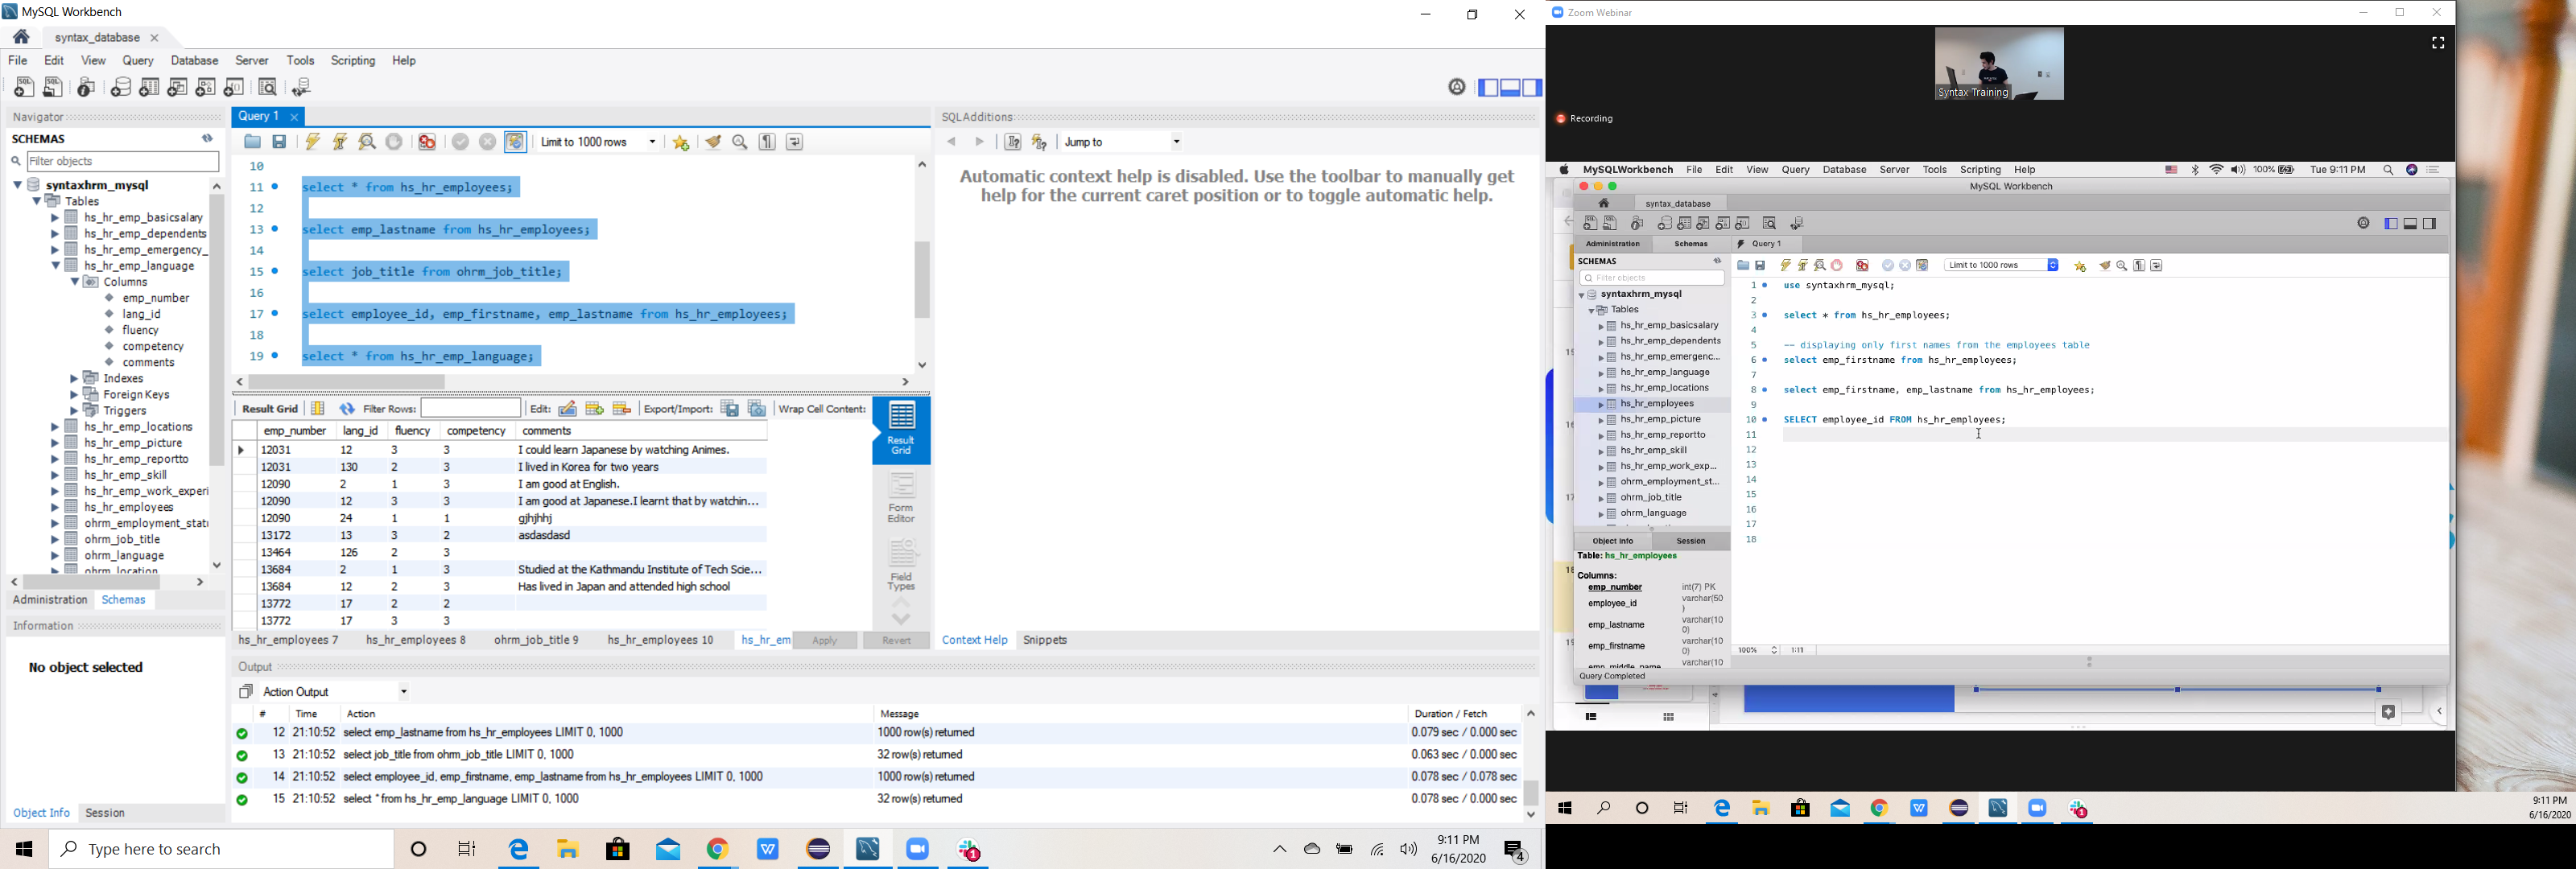 MySQL Workbench
syntax_database
File Edit View Query Database Server Tools Scripting Help
Navigator
SCHEMAS
Filter objects
syntaxhrm_mysql
Tables
hs_hr_emp_basicsalary
hs_hr_emp_dependents
hs_hr_emp_emergency_
hs_hr_emp_language
Columns
emp_number
lang_id
fluency
competency
comments
Indexes
Foreign Keys
Triggers
hs_hr_emp_locations
hs_hr_emp_picture
hs_hr_emp_reportto
hs_hr_emp_skill
hs_hr_emp_work_experi
hs_hr_employees
ohrm_employment_statu
ohrm_job_title
ohrm_language
ohrm_location
Administration Schemas
Information
No object selected
Object Info Session
Query 1
Limit to 1000 rows
10
11 select * from hs_hr_employees;
12
13 select emp_lastname from hs_hr_employees;
14
15 select job_title from ohrm_job_title;
16
17 select employee_id, emp_firstname, emp_lastname from hs_hr_employees;
18
19 select * from hs_hr_emp_language;
Result Grid Filter Rows: Edit: Export/Import: Wrap Cell Content:
emp_number lang_id fluency competency comments
12031 12 3 3 I could learn Japanese by watching Animes.
12031 130 2 3 I lived in Korea for two years
12090 2 1 3 I am good at English.
12090 12 3 3 I am good at Japanese.I learnt that by watchin...
12090 24 1 1 gjhjhhj
13172 13 3 2 asdasdasd
13464 126 2 3
13684 2 1 3 Studied at the Kathmandu Institute of Tech Scie...
13684 12 2 3 Has lived in Japan and attended high school
13772 17 2 2
13772 17 3 3
Result Grid
Form Editor
Field Types
hs_hr_employees 7 hs_hr_employees 8 ohrm_job_title 9 hs_hr_employees 10 hs_hr_em Apply Revert
SQLAdditions
Jump to
Automatic context help is disabled. Use the toolbar to manually get
help for the current caret position or to toggle automatic help.
Context Help Snippets
Output
Action Output
# Time Action Message Duration / Fetch
12 21:10:52 select emp_lastname from hs_hr_employees LIMIT 0, 1000 1000 row(s) returned 0.079 sec / 0.000 sec
13 21:10:52 select job_title from ohrm_job_title LIMIT 0, 1000 32 row(s) returned 0.063 sec / 0.000 sec
14 21:10:52 select employee_id, emp_firstname, emp_lastname from hs_hr_employees LIMIT 0, 1000 1000 row(s) returned 0.078 sec / 0.078 sec
15 21:10:52 select * from hs_hr_emp_language LIMIT 0, 1000 32 row(s) returned 0.078 sec / 0.000 sec
Type here to search
9:11 PM
6/16/2020
4
Zoom Webinar
Syntax Training
Recording
MySQLWorkbench File Edit View Query Database Server Tools Scripting Help 100% Tue 9:11 PM
MySQL Workbench
syntax_database
Administration Schemas Query 1
SCHEMAS
Filter objects
Limit to 1000 rows
syntaxhrm_mysql
Tables
hs_hr_emp_basicsalary
hs_hr_emp_dependents
hs_hr_emp_emergenc...
hs_hr_emp_language
hs_hr_emp_locations
hs_hr_employees
hs_hr_emp_picture
hs_hr_emp_reportto
hs_hr_emp_skill
hs_hr_emp_work_exp...
ohrm_employment_st...
ohrm_job_title
ohrm_language
1 use syntaxhrm_mysql;
2
3 select * from hs_hr_employees;
4
5 -- displaying only first names from the employees table
6 select emp_firstname from hs_hr_employees;
7
8 select emp_firstname, emp_lastname from hs_hr_employees;
9
10 SELECT employee_id FROM hs_hr_employees;
11
12
13
14
15
16
17
18
Object Info Session
Table: hs_hr_employees
Columns:
emp_number int(7) PK
employee_id varchar(50
)
emp_lastname varchar(10
0)
emp_firstname varchar(10
0)
emp_middle_name varchar(10
100% 1:11
Query Completed
9:11 PM
6/16/2020